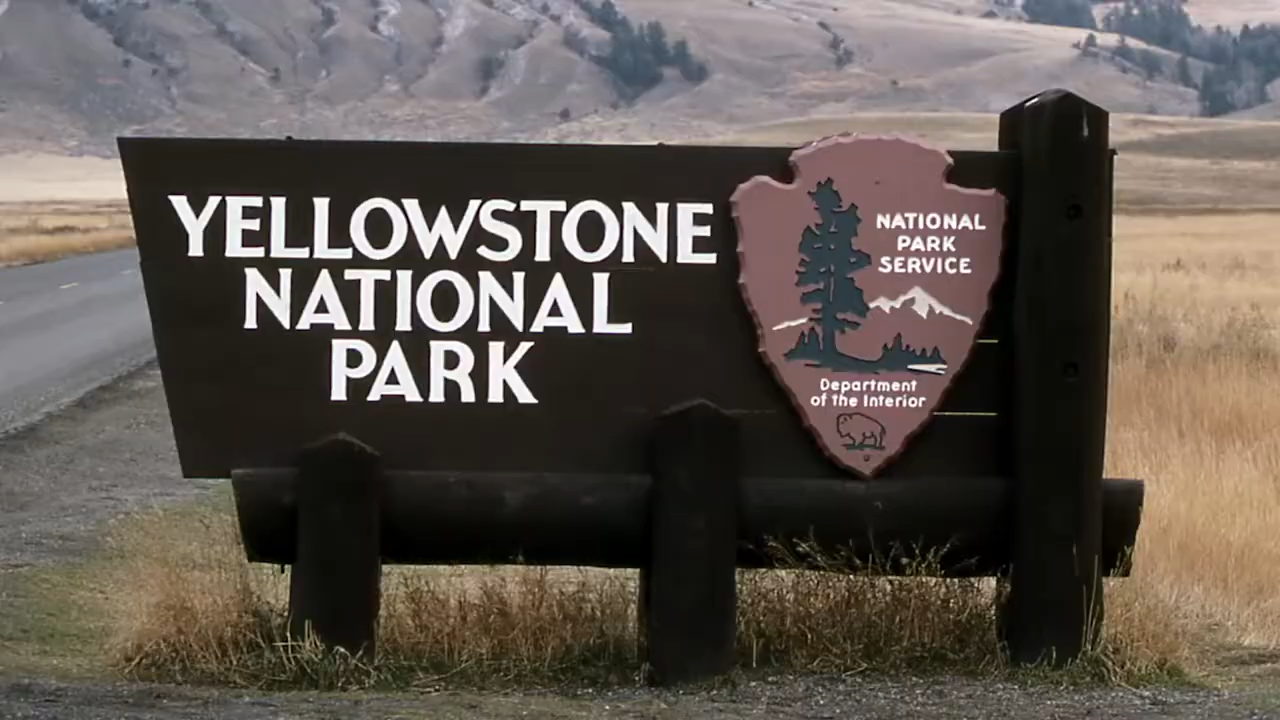 YELLOWSTONE
NATIONAL
PARK
NATIONAL
PARK
SERVICE
Department
of the Interior